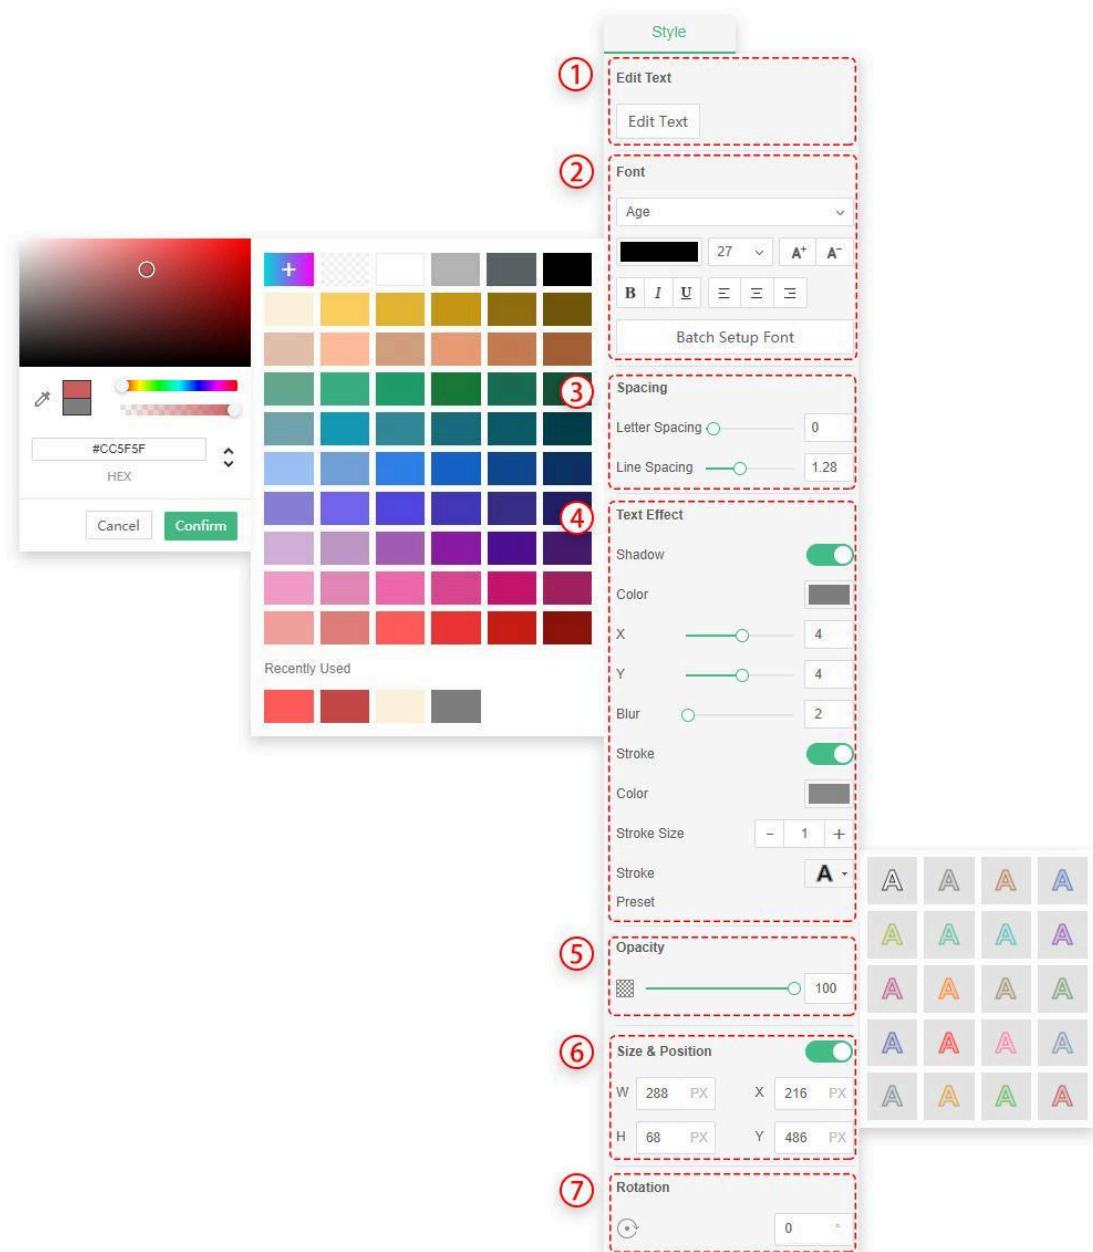 Style
① Edit Text
Edit Text
② Font
Age
27 A+ A-
B I U
Batch Setup Font
③ Spacing
Letter Spacing 0
Line Spacing 1.28
④ Text Effect
Shadow
Color
X 4
Y 4
Blur 2
Stroke
Color
Stroke Size - 1 +
Stroke A
Preset
⑤ Opacity
100
⑥ Size & Position
W 288 PX X 216 PX
H 68 PX Y 486 PX
⑦ Rotation
0 °
#CC5F5F
HEX
Cancel Confirm
+
Recently Used
A A A A
A A A A
A A A A
A A A A
A A A A